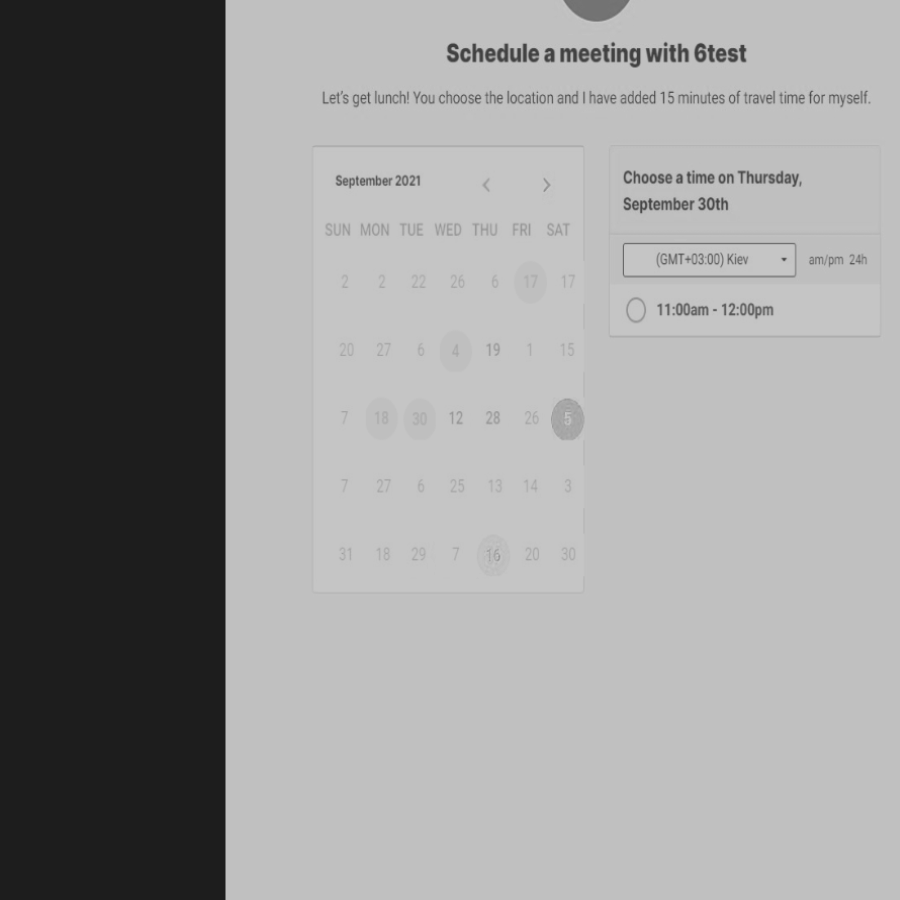 Schedule a meeting with 6test
Let's get lunch! You choose the location and I have added 15 minutes of travel time for myself.
September 2021
SUN MON TUE WED THU FRI SAT
2 2 22 26 6 17 17
20 27 6 4 19 1 15
7 18 30 12 28 26 5
7 27 6 25 13 14 3
31 18 29 7 16 20 30
Choose a time on Thursday,
September 30th
(GMT+03:00) Kiev am/pm 24h
11:00am - 12:00pm